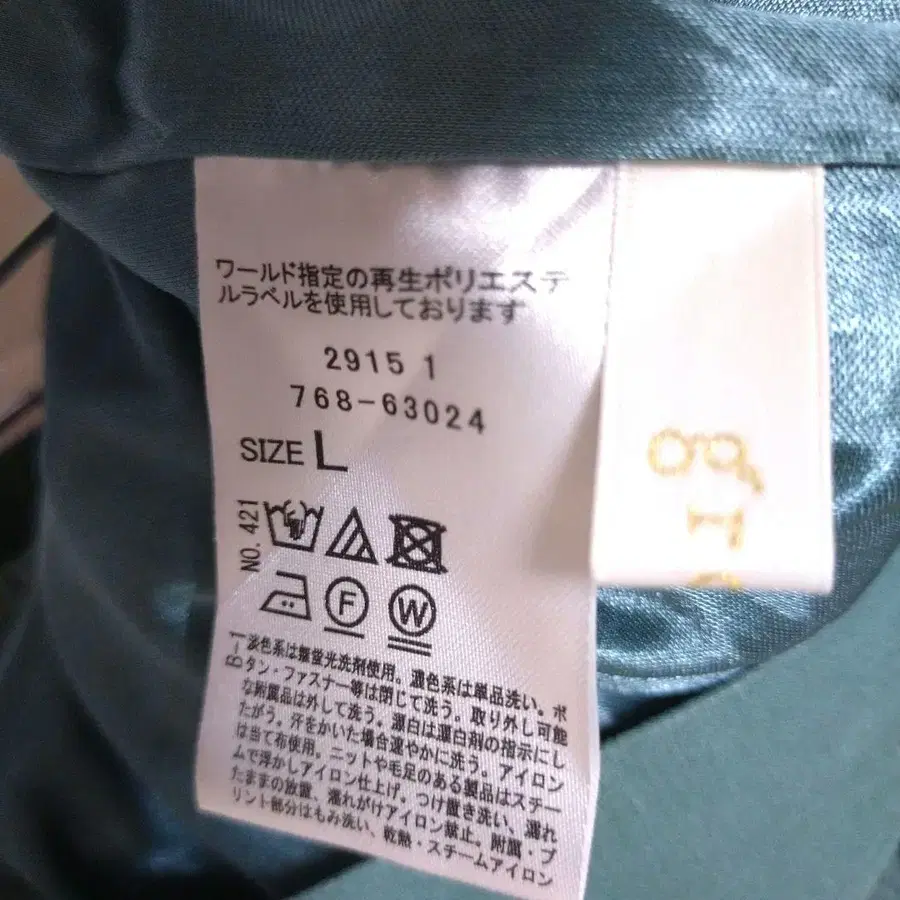 ワールド指定の再生ポリエステ
ルラベルを使用しております
2915 1
768-63024
SIZE L
NO. 421
F
W
B-1
淡色系は無蛍光洗剤使用。濃色系は単品洗い。ボ
タン・ファスナー等は閉じて洗う。取り外し可能
な附属品は外して洗う。漂白は漂白剤の指示にし
たがう。汗をかいた場合速やかに洗う。アイロン
は当て布使用。ニットや毛足のある製品はスチー
ムで浮かしアイロン仕上げ。つけ置き洗い、濡れ
たままの放置、濡れがけアイロン禁止。附属・プ
リント部分はもみ洗い、乾熱・スチームアイロン
gr